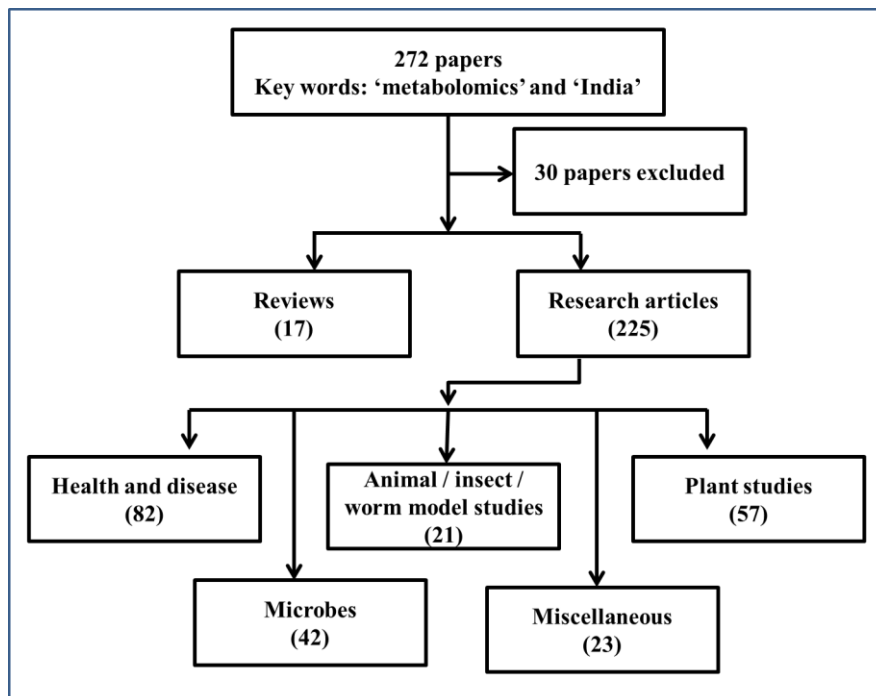 272 papers
Key words: ‘metabolomics’ and ‘India’
30 papers excluded
Reviews
(17)
Research articles
(225)
Health and disease
(82)
Animal / insect /
worm model studies
(21)
Plant studies
(57)
Microbes
(42)
Miscellaneous
(23)